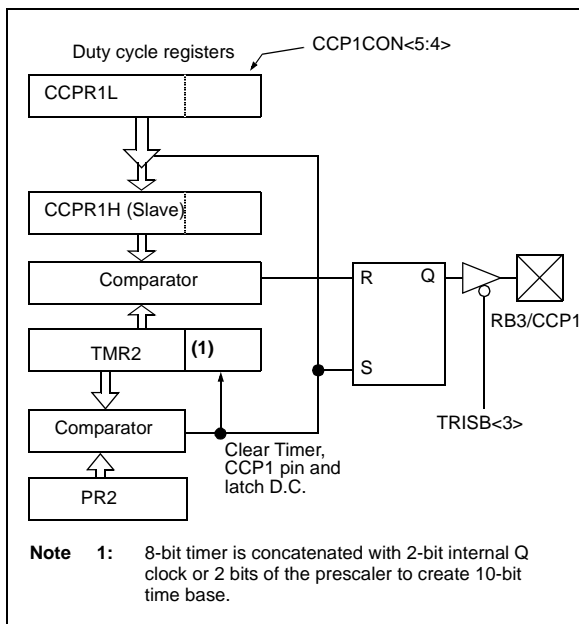 Duty cycle registers
CCP1CON<5:4>
CCPR1L
CCPR1H (Slave)
Comparator
R
Q
RB3/CCP1
TMR2
(1)
S
Comparator
TRISB<3>
Clear Timer,
CCP1 pin and
latch D.C.
PR2
Note 1: 8-bit timer is concatenated with 2-bit internal Q
clock or 2 bits of the prescaler to create 10-bit
time base.